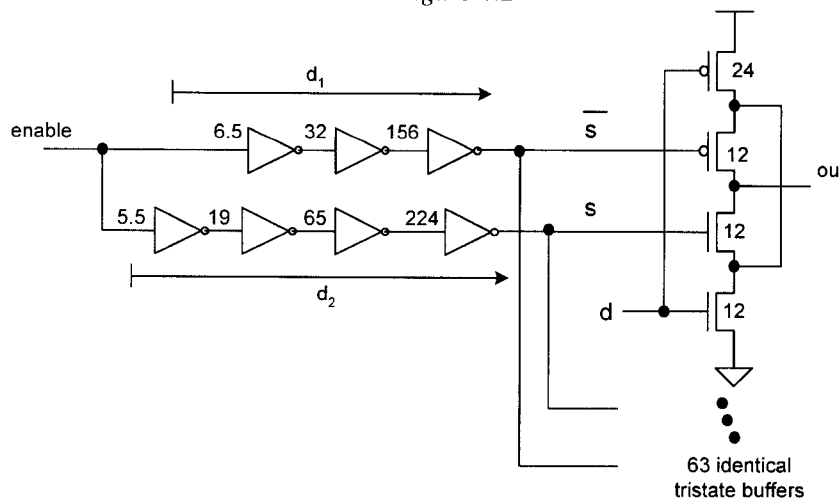 d1
enable
6.5
32
156
s
24
12
out
5.5
19
65
224
s
12
d2
d
12
63 identical
tristate buffers